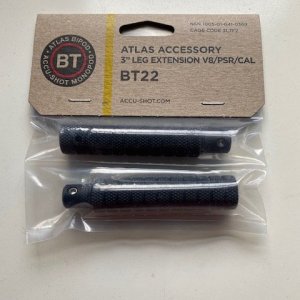 ATLAS BIPOD
BT
ACCU-SHOT MONOPOD
ATLAS ACCESSORY
3" LEG EXTENSION V8/PSR/CAL
BT22
ACCU-SHOT.COM